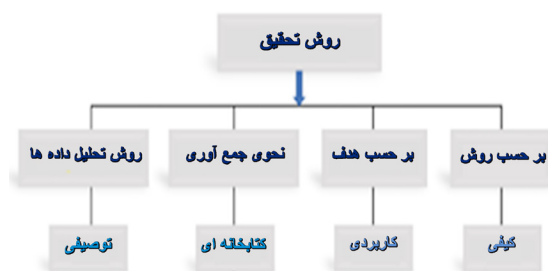 روش تحقیق
بر حسب روش
بر حسب هدف
نحوی جمع آوری
روش تحلیل داده ها
کیفی
کاربردی
کتابخانه ای
توصیفی